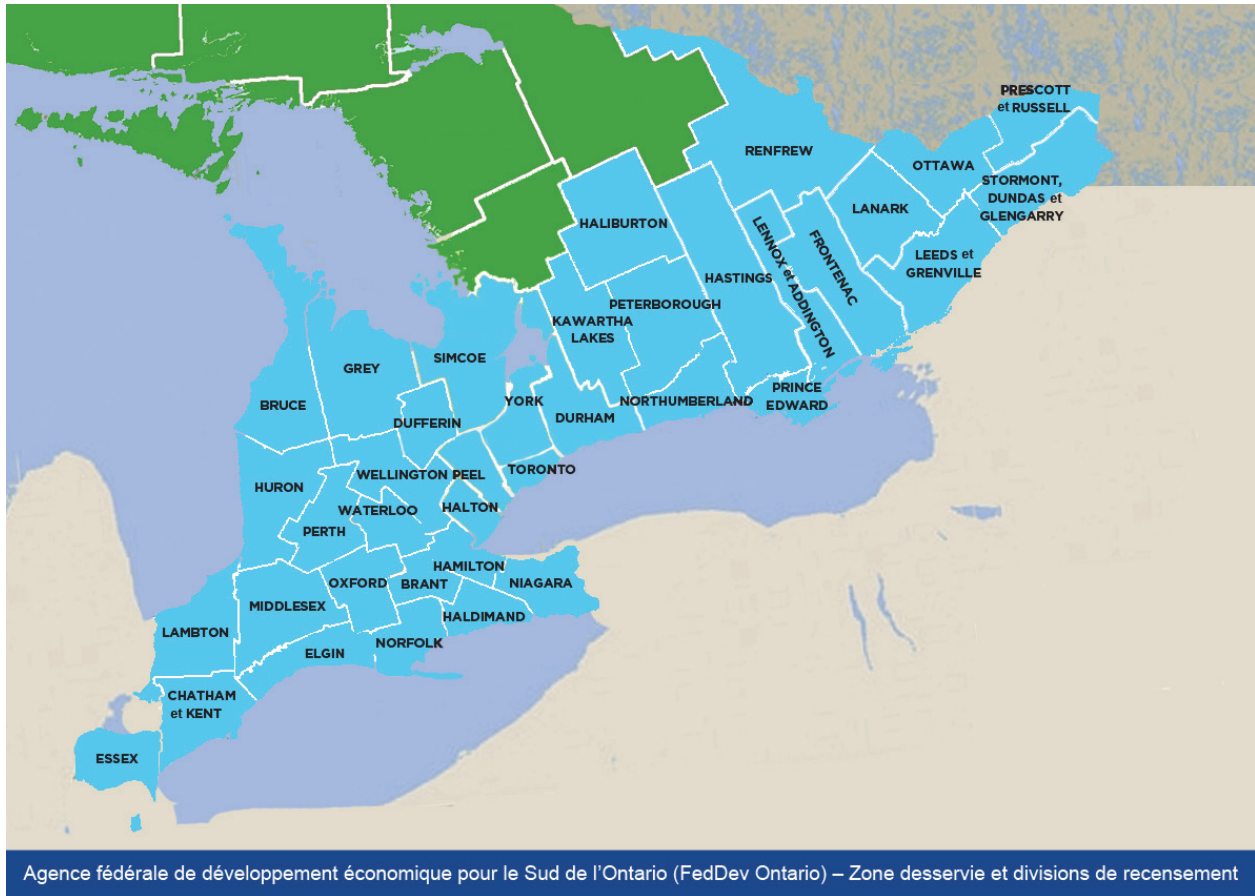 PRESCOTT
et RUSSELL
RENFREW
OTTAWA
STORMONT,
DUNDAS et
GLENGARRY
LANARK
HALIBURTON
LENNOX et ADDINGTON
FRONTENAC
LEEDS et
GRENVILLE
HASTINGS
PETERBOROUGH
KAWARTHA
LAKES
SIMCOE
GREY
PRINCE
EDWARD
BRUCE
YORK
NORTHUMBERLAND
DURHAM
DUFFERIN
TORONTO
WELLINGTON
PEEL
HURON
HALTON
WATERLOO
PERTH
HAMILTON
OXFORD
BRANT
NIAGARA
MIDDLESEX
HALDIMAND
LAMBTON
NORFOLK
ELGIN
CHATHAM
et KENT
ESSEX
Agence fédérale de développement économique pour le Sud de l'Ontario (FedDev Ontario) – Zone desservie et divisions de recensement